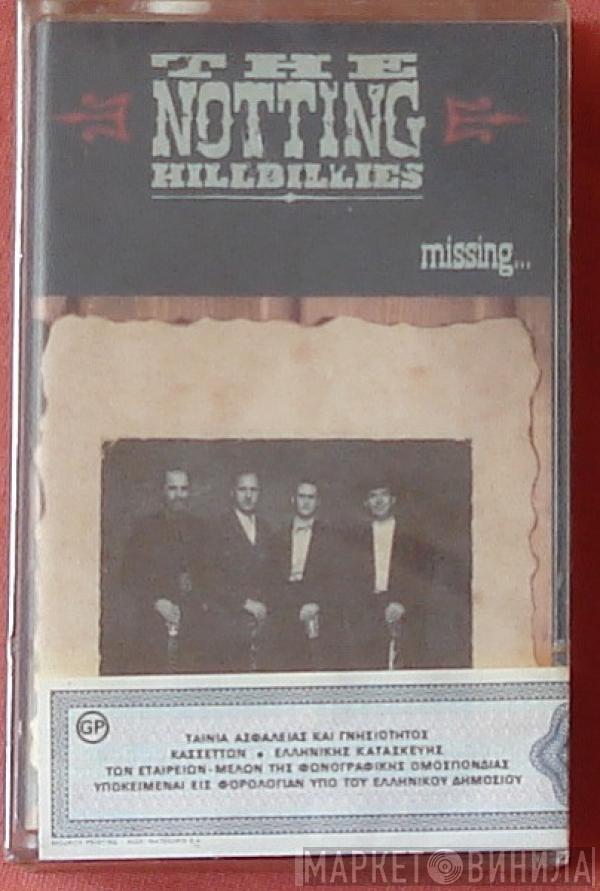 THE
NOTTING
HILLBILLIES
missing...
GP
ΤΑΙΝΙΑ ΑΣΦΑΛΕΙΑΣ ΚΑΙ ΓΝΗΣΙΟΤΗΤΟΣ
ΚΑΣΣΕΤΤΩΝ • ΕΛΛΗΝΙΚΗΣ ΚΑΤΑΣΚΕΥΗΣ
ΤΩΝ ΕΤΑΙΡΕΙΩΝ-ΜΕΛΩΝ ΤΗΣ ΦΩΝΟΓΡΑΦΙΚΗΣ ΟΜΟΣΠΟΝΔΙΑΣ
ΥΠΟΚΕΙΜΕΝΑΙ ΕΙΣ ΦΟΡΟΛΟΓΙΑΝ ΥΠΟ ΤΟΥ ΕΛΛΗΝΙΚΟΥ ΔΗΜΟΣΙΟΥ
МАРКЕТ ВИНИЛА